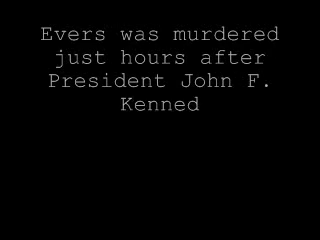 Evers was murdered
just hours after
President John F.
Kenned